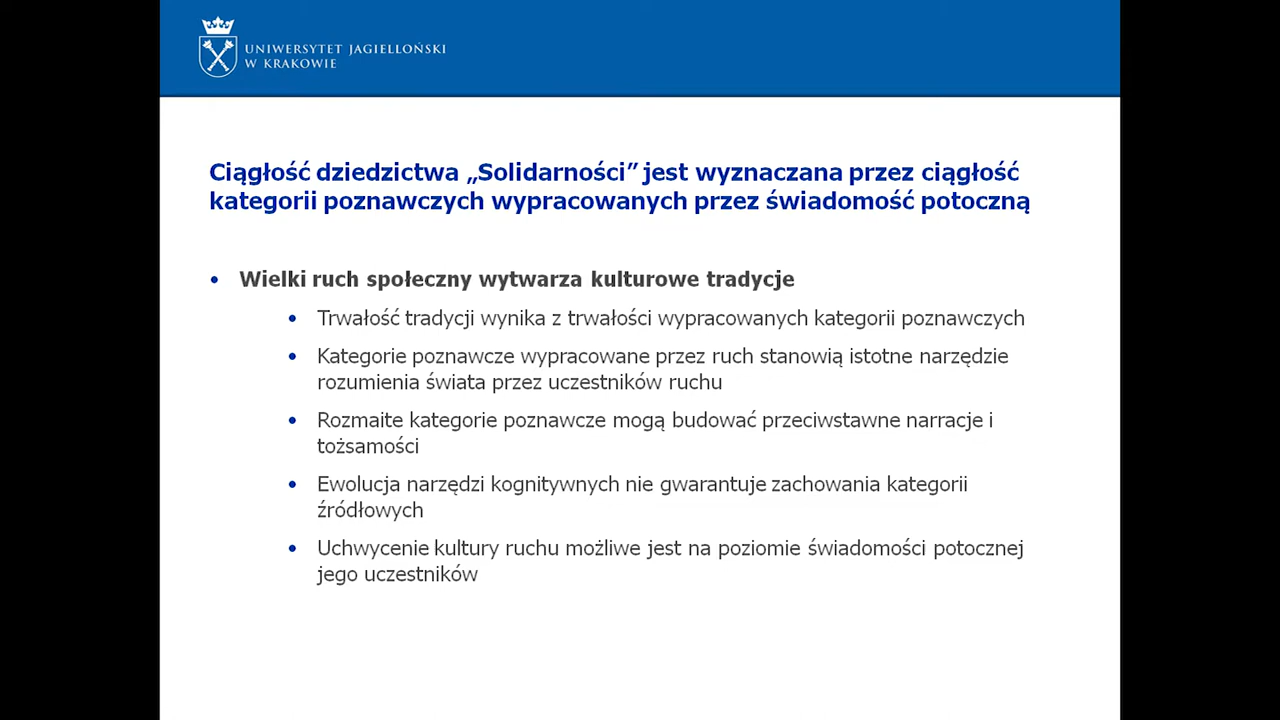 UNIWERSYTET JAGIELLOŃSKI
W KRAKOWIE
Ciągłość dziedzictwa „Solidarności” jest wyznaczana przez ciągłość
kategorii poznawczych wypracowanych przez świadomość potoczną
• Wielki ruch społeczny wytwarza kulturowe tradycje
• Trwałość tradycji wynika z trwałości wypracowanych kategorii poznawczych
• Kategorie poznawcze wypracowane przez ruch stanowią istotne narzędzie
rozumienia świata przez uczestników ruchu
• Rozmaite kategorie poznawcze mogą budować przeciwstawne narracje i
tożsamości
• Ewolucja narzędzi kognitywnych nie gwarantuje zachowania kategorii
źródłowych
• Uchwycenie kultury ruchu możliwe jest na poziomie świadomości potocznej
jego uczestników